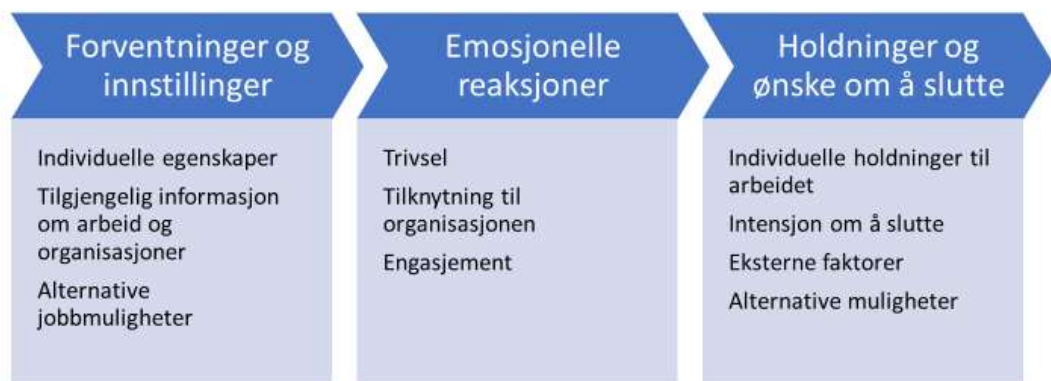 Forventninger og
innstillinger
Individuelle egenskaper
Tilgjengelig informasjon
om arbeid og
organisasjoner
Alternative
jobbmuligheter
Emosjonelle
reaksjoner
Trivsel
Tilknytning til
organisasjonen
Engasjement
Holdninger og
ønske om å slutte
Individuelle holdninger til
arbeidet
Intensjon om å slutte
Eksterne faktorer
Alternative muligheter